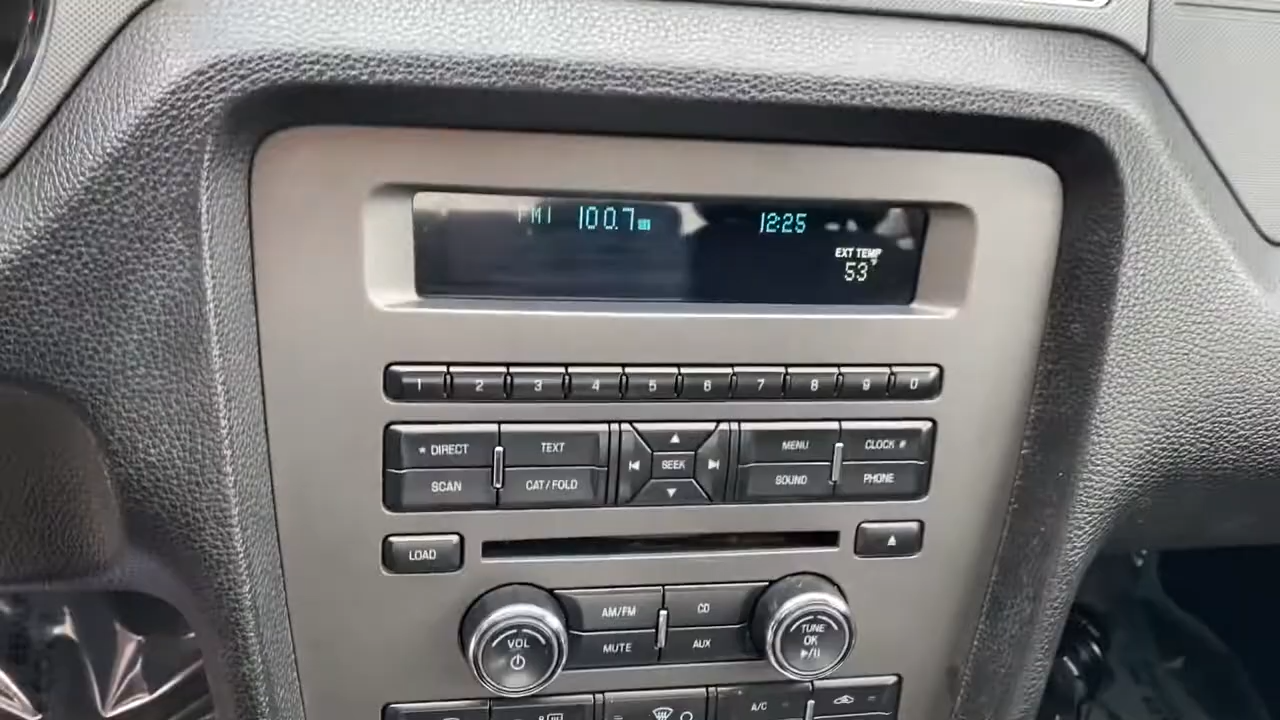 FM1 100.7 12:25
EXT TEMP
53°F
1 2 3 4 5 6 7 8 9 0
* DIRECT TEXT MENU CLOCK #
SEEK
SCAN CAT/FOLD SOUND PHONE
LOAD
AM/FM CD
VOL MUTE AUX TUNE
OK
A/C